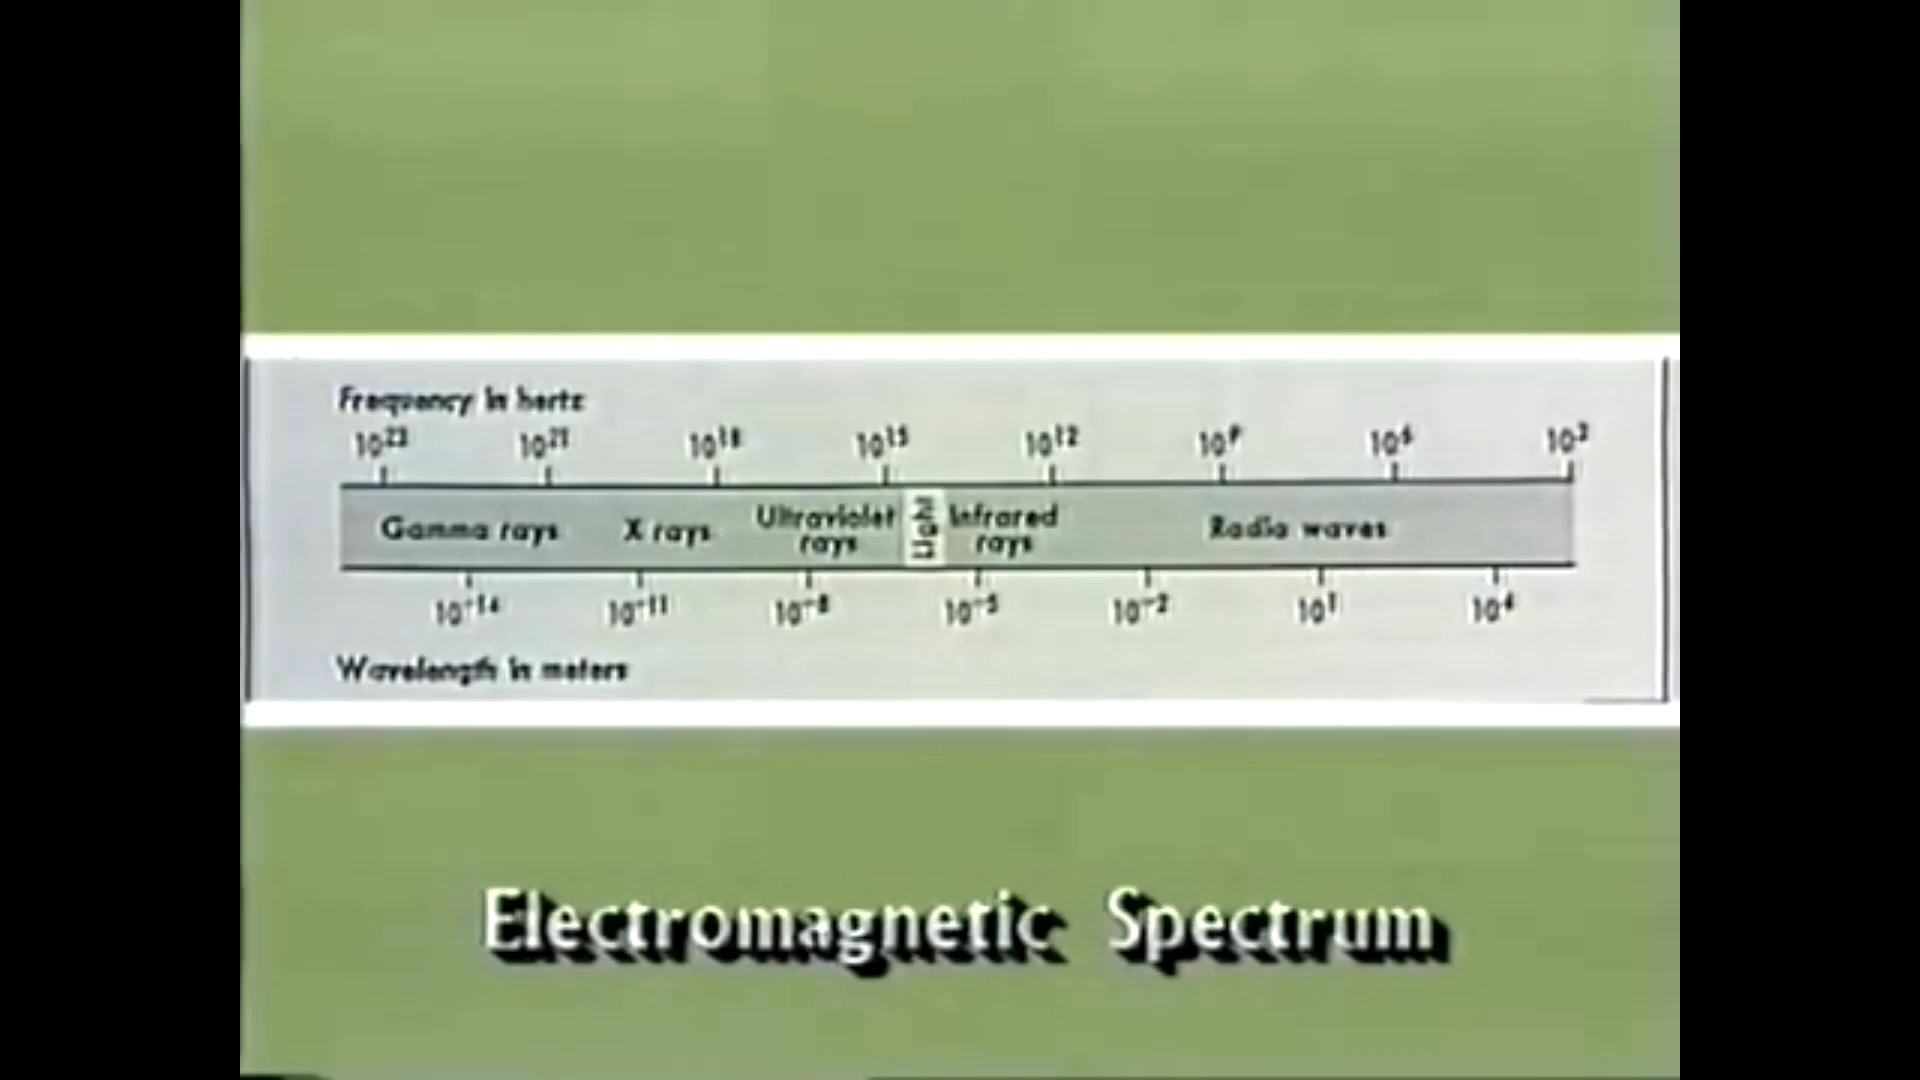 Frequency in hertz
10²³ 10²¹ 10¹⁸ 10¹⁵ 10¹² 10⁹ 10⁶ 10³
Gamma rays X rays Ultraviolet rays Light Infrared rays Radio waves
10⁻¹⁴ 10⁻¹¹ 10⁻⁸ 10⁻⁵ 10⁻² 10¹ 10⁴
Wavelength in meters
Electromagnetic Spectrum